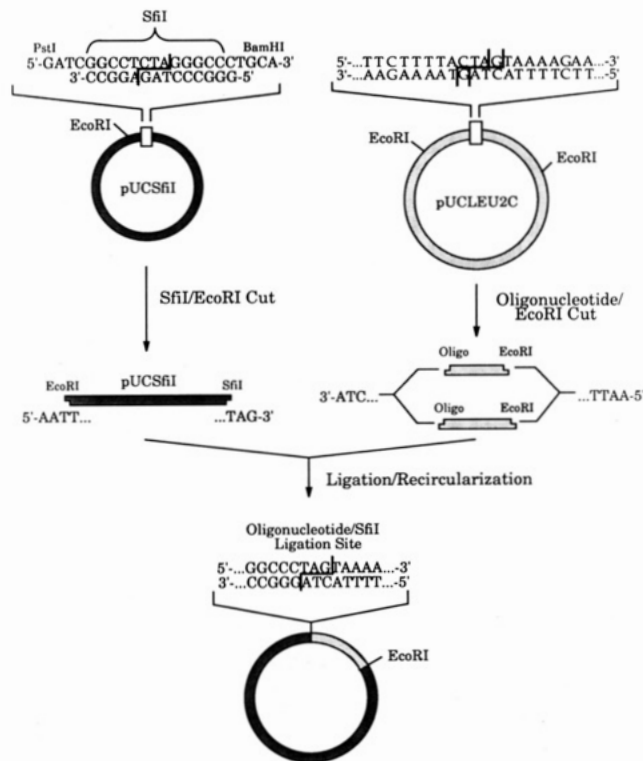 SfiI
PstI
BamHI
5'-GATCGGCCTCTAGGGCCCTGCA-3'
3'-CCGGAGATCCCGGG-5'
EcoRI
pUCSfiI
5'-...TTCTTTTACTAGTAAAAGAA...-3'
3'-...AAGAAAATGATCATTTTCTT...-5'
EcoRI
EcoRI
pUCLEU2C
SfiI/EcoRI Cut
Oligonucleotide/
EcoRI Cut
EcoRI
pUCSfiI
SfiI
5'-AATT...
...TAG-3'
Oligo
EcoRI
3'-ATC...
...TTAA-5'
Oligo
EcoRI
Ligation/Recircularization
Oligonucleotide/SfiI
Ligation Site
5'-...GGCCCTAGTAAAA...-3'
3'-...CCGGGATCATTTT...-5'
EcoRI